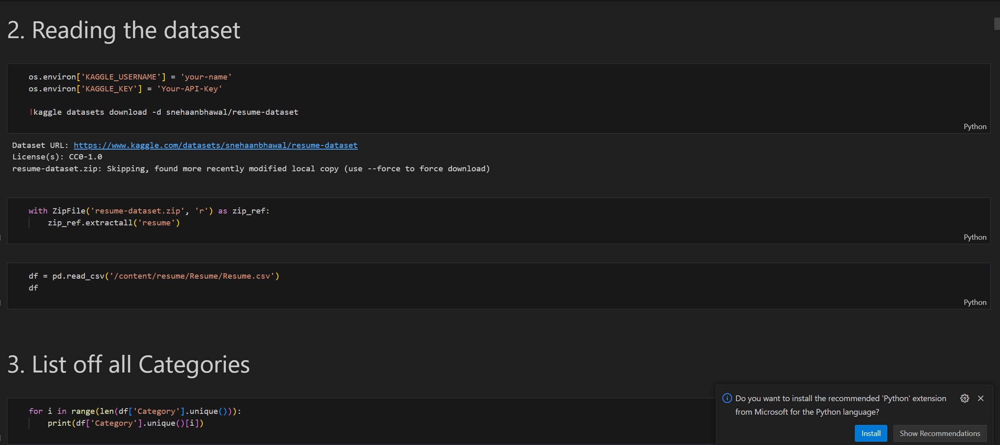 2. Reading the dataset
os.environ['KAGGLE_USERNAME'] = 'your-name'
os.environ['KAGGLE_KEY'] = 'Your-API-Key'
!kaggle datasets download -d snehaanbhawal/resume-dataset
Python
Dataset URL: https://www.kaggle.com/datasets/snehaanbhawal/resume-dataset
License(s): CC0-1.0
resume-dataset.zip: Skipping, found more recently modified local copy (use --force to force download)
with ZipFile('resume-dataset.zip', 'r') as zip_ref:
    zip_ref.extractall('resume')
Python
df = pd.read_csv('/content/resume/Resume/Resume.csv')
df
Python
3. List off all Categories
for i in range(len(df['Category'].unique())):
    print(df['Category'].unique()[i])
Do you want to install the recommended 'Python' extension
from Microsoft for the Python language?
Install
Show Recommendations